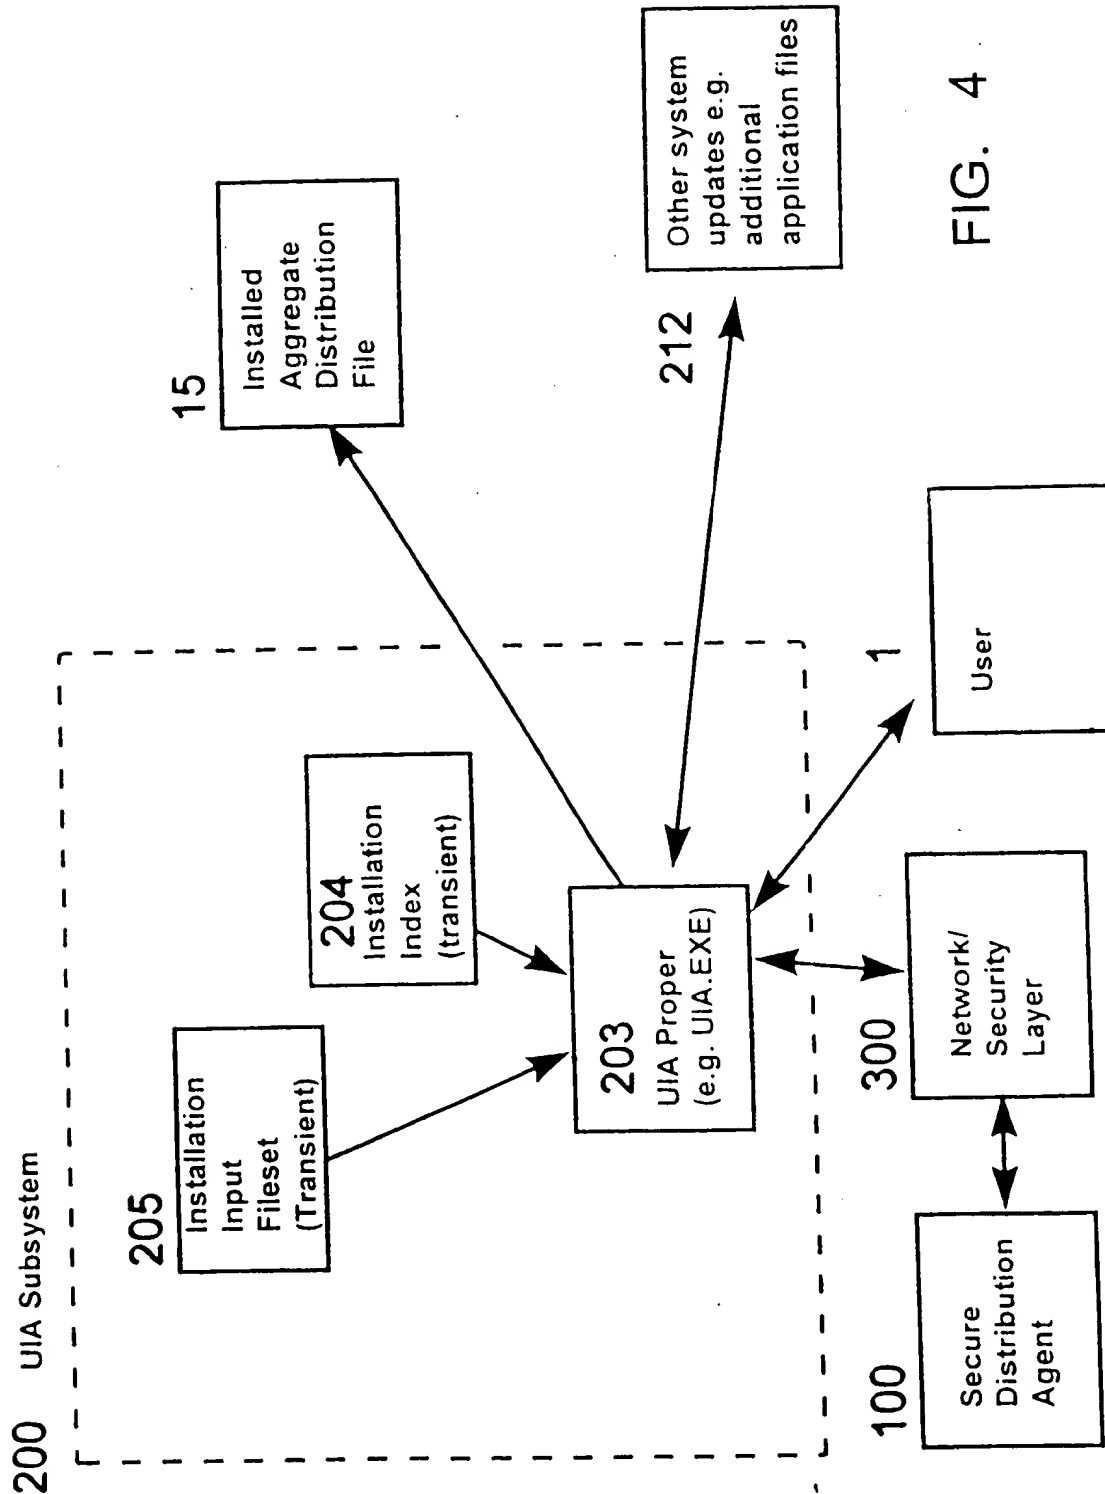 200 UIA Subsystem
205
Installation
Input
Fileset
(Transient)
204
Installation
Index
(transient)
15
Installed
Aggregate
Distribution
File
203
UIA Proper
(e.g. UIA.EXE)
212
Other system
updates e.g.
additional
application files
100
Secure
Distribution
Agent
300
Network/
Security
Layer
1
User
FIG. 4